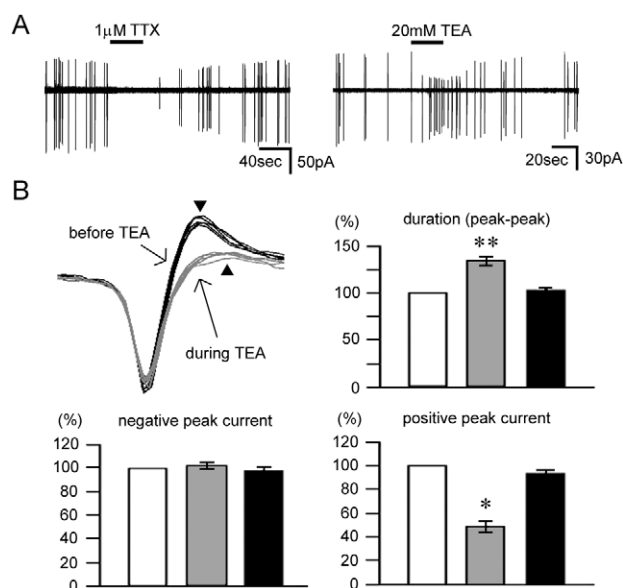 A
1μM TTX
20mM TEA
40sec
50pA
20sec
30pA
B
before TEA
during TEA
(%)
duration (peak-peak)
150
100
50
0
**
(%)
negative peak current
120
100
80
60
40
20
0
(%)
positive peak current
120
100
80
60
40
20
0
*